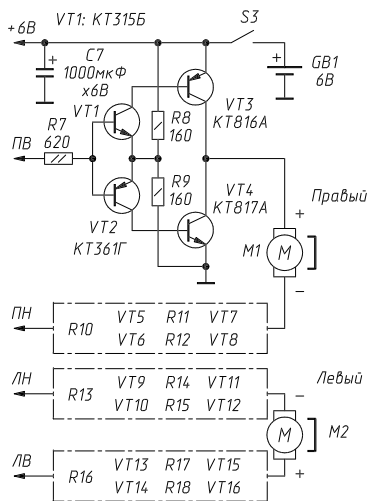 +6В
VT1: КТ315Б
S3
C7
1000мкФ
х6В
+
GB1
6В
+
VT1
VT3
КТ816А
R8
160
ПВ
R7
620
R9
160
VT4
КТ817А
VT2
КТ361Г
Правый
+
M1
M
−
ПН
R10
VT5 R11 VT7
VT6 R12 VT8
ЛН
R13
VT9 R14 VT11
VT10 R15 VT12
Левый
−
M
M2
+
ЛВ
R16
VT13 R17 VT15
VT14 R18 VT16